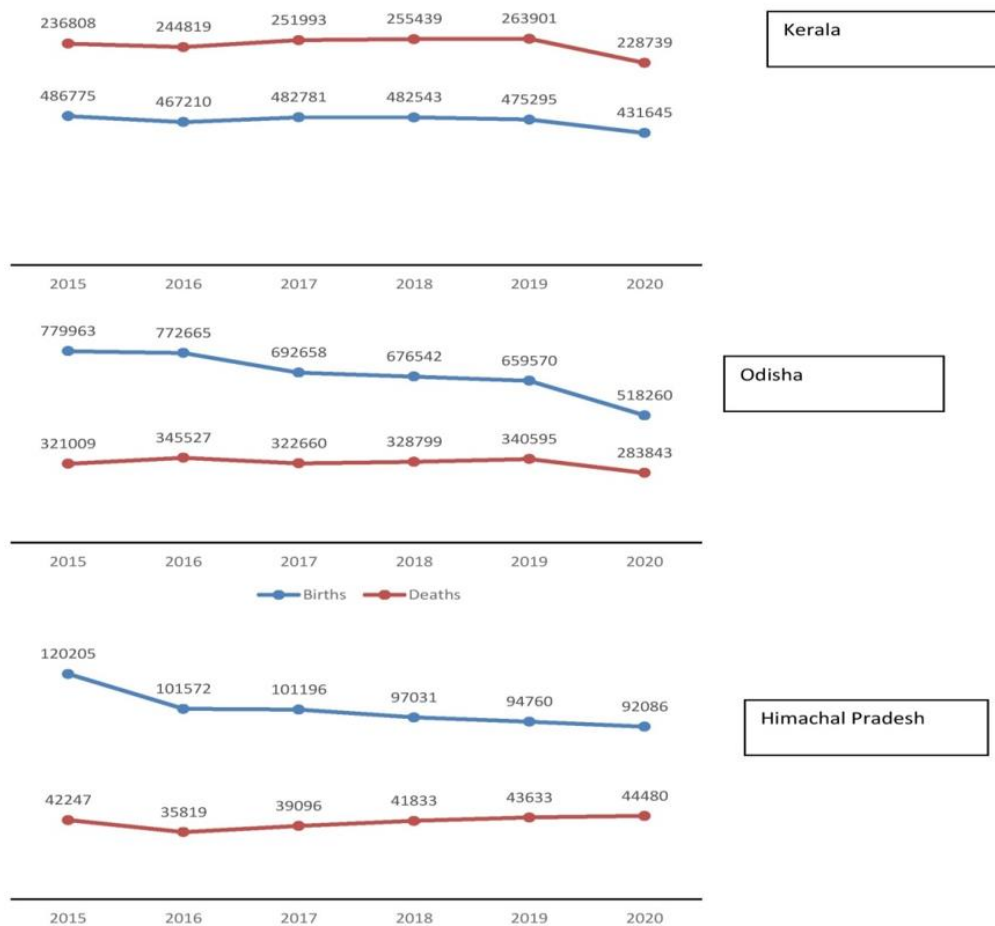 236808 244819 251993 255439 263901 228739
Kerala
486775 467210 482781 482543 475295 431645
2015 2016 2017 2018 2019 2020
779963 772665 692658 676542 659570 518260
Odisha
321009 345527 322660 328799 340595 283843
2015 2016 2017 2018 2019 2020
Births Deaths
120205 101572 101196 97031 94760 92086
Himachal Pradesh
42247 35819 39096 41833 43633 44480
2015 2016 2017 2018 2019 2020